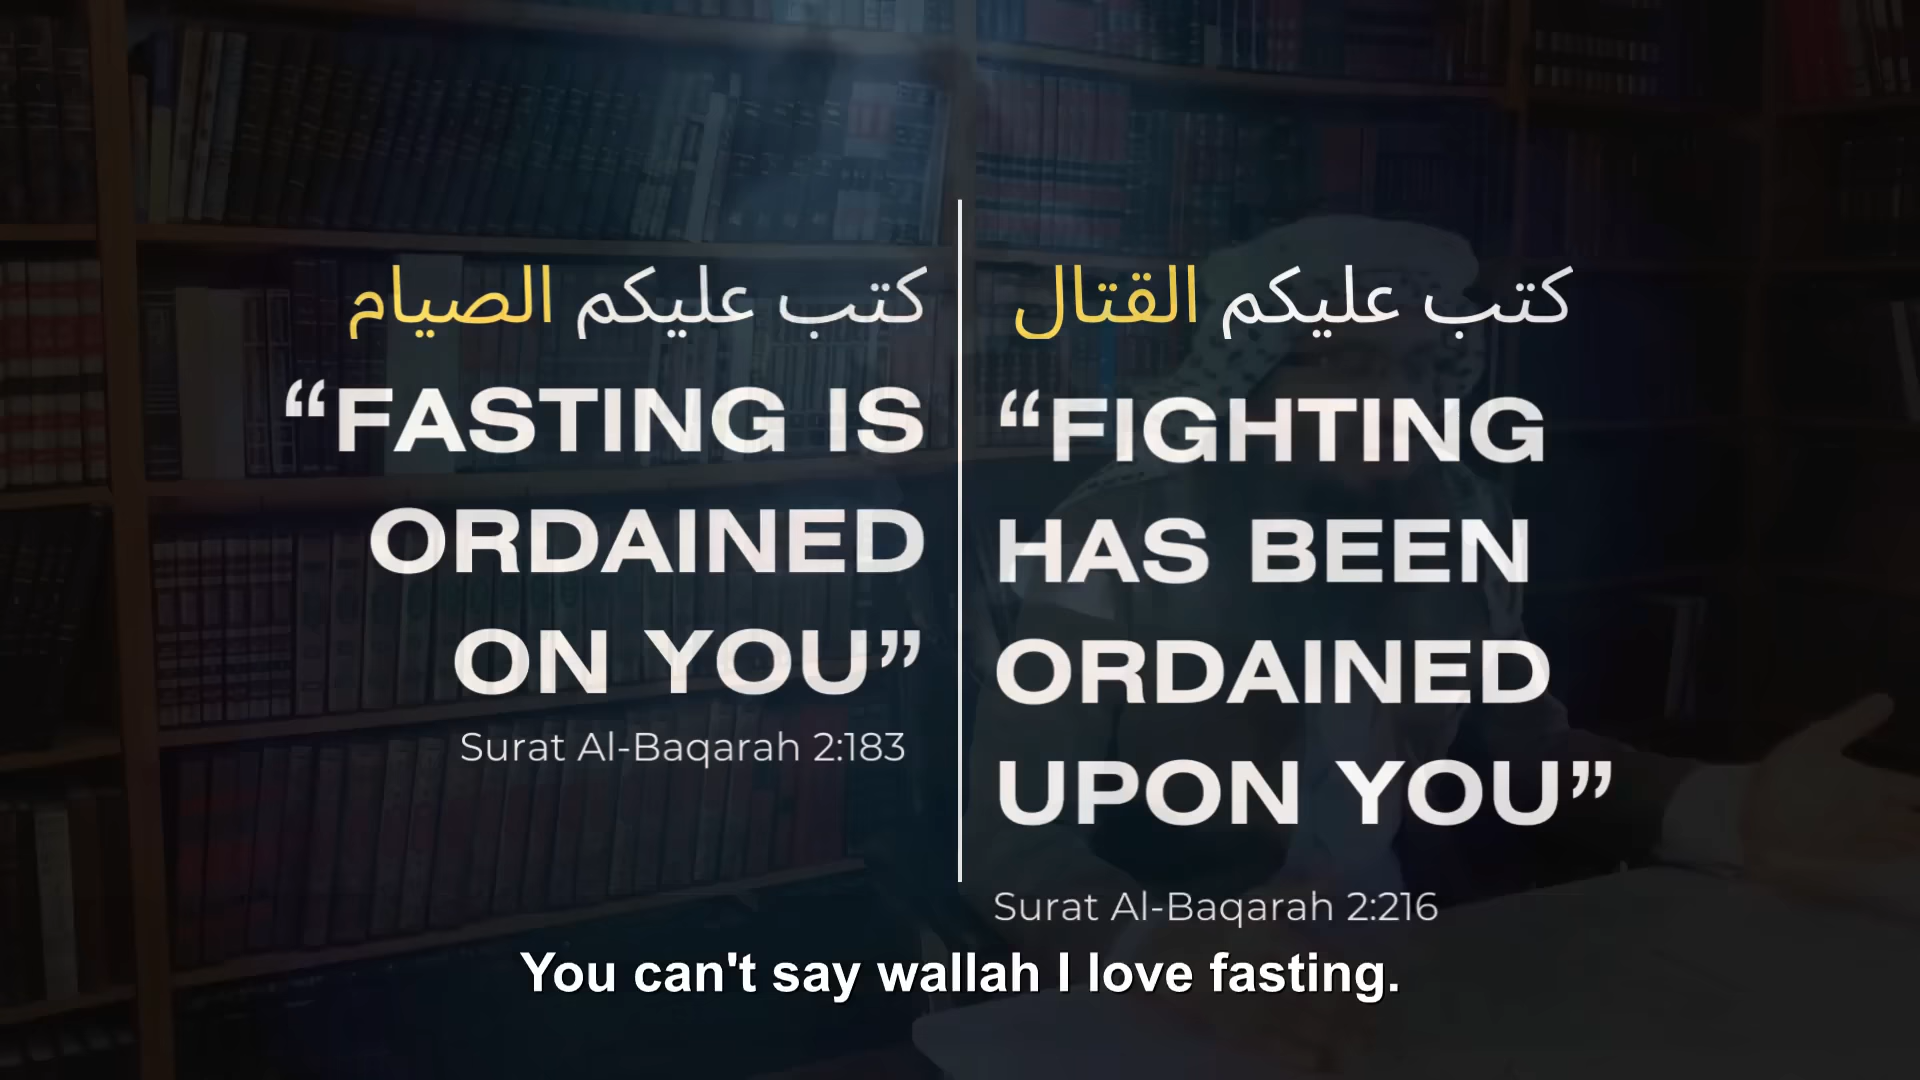 كتب عليكم الصيام
“FASTING IS
ORDAINED
ON YOU”
Surat Al-Baqarah 2:183
كتب عليكم القتال
“FIGHTING
HAS BEEN
ORDAINED
UPON YOU”
Surat Al-Baqarah 2:216
You can't say wallah I love fasting.